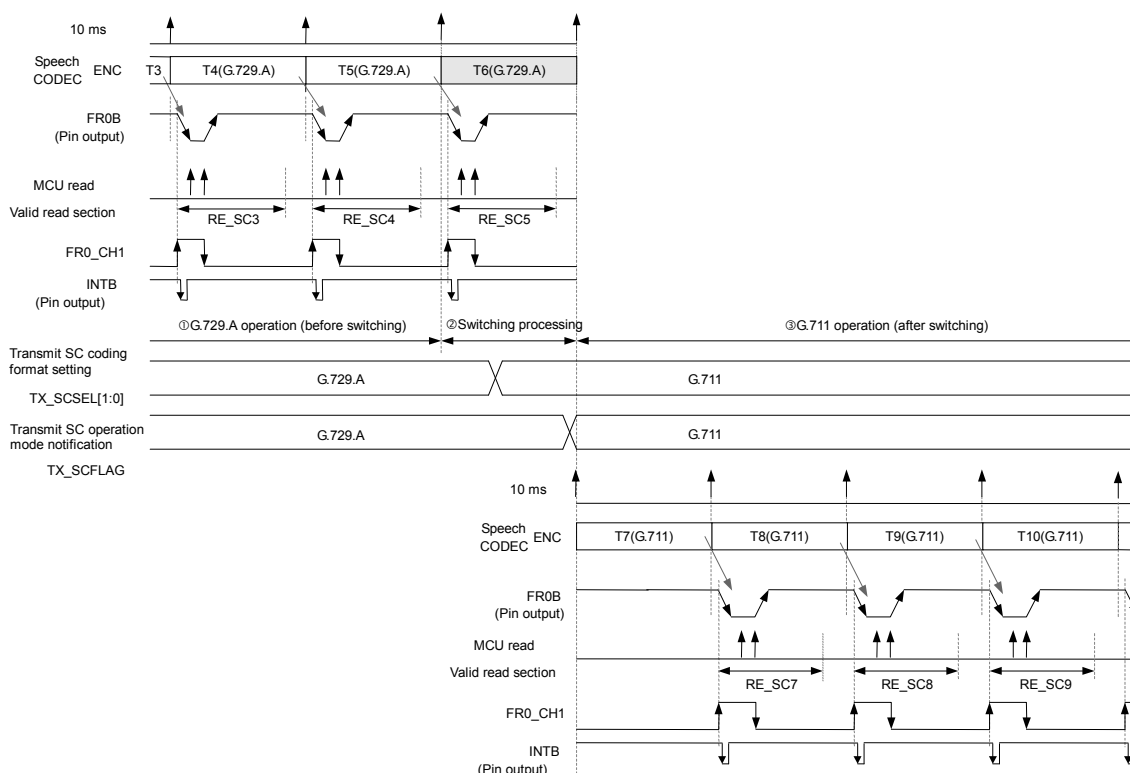 10 ms
Speech CODEC ENC T3 T4(G.729.A) T5(G.729.A) T6(G.729.A)
FR0B
(Pin output)
MCU read
Valid read section
RE_SC3 RE_SC4 RE_SC5
FR0_CH1
INTB
(Pin output)
①G.729.A operation (before switching) ②Switching processing ③G.711 operation (after switching)
Transmit SC coding
format setting
G.729.A G.711
TX_SCSEL[1:0]
Transmit SC operation
mode notification
G.729.A G.711
TX_SCFLAG
10 ms
Speech CODEC ENC T7(G.711) T8(G.711) T9(G.711) T10(G.711)
FR0B
(Pin output)
MCU read
Valid read section
RE_SC7 RE_SC8 RE_SC9
FR0_CH1
INTB
(Pin output)